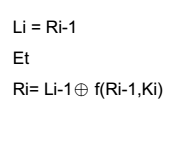 Li = Ri-1
Et
Ri= Li-1⊕ f(Ri-1,Ki)